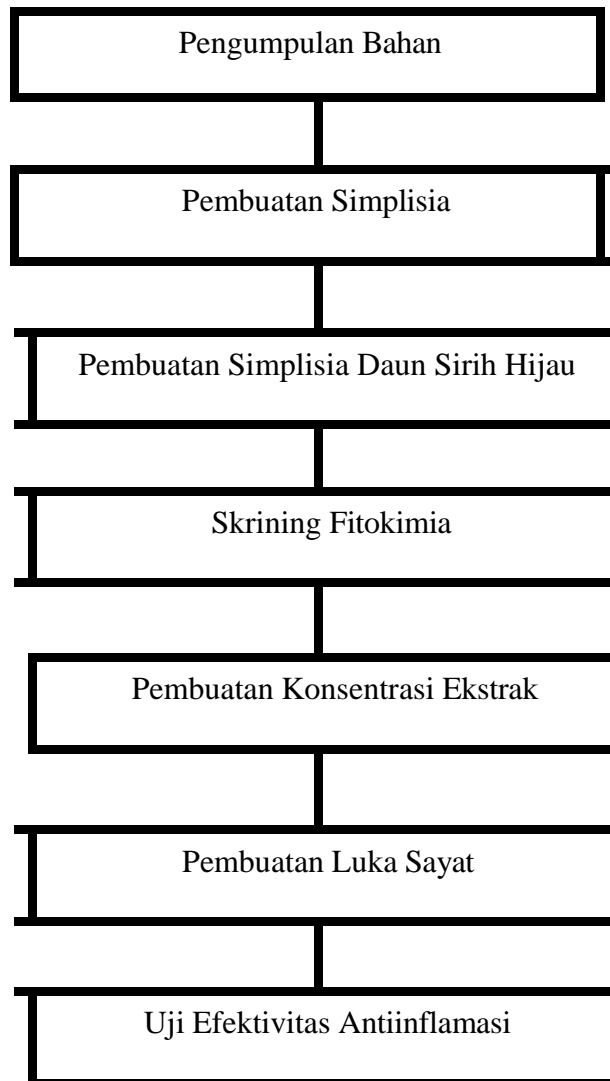 Pengumpulan Bahan
Pembuatan Simplisia
Pembuatan Simplisia Daun Sirih Hijau
Skrining Fitokimia
Pembuatan Konsentrasi Ekstrak
Pembuatan Luka Sayat
Uji Efektivitas Antiinflamasi